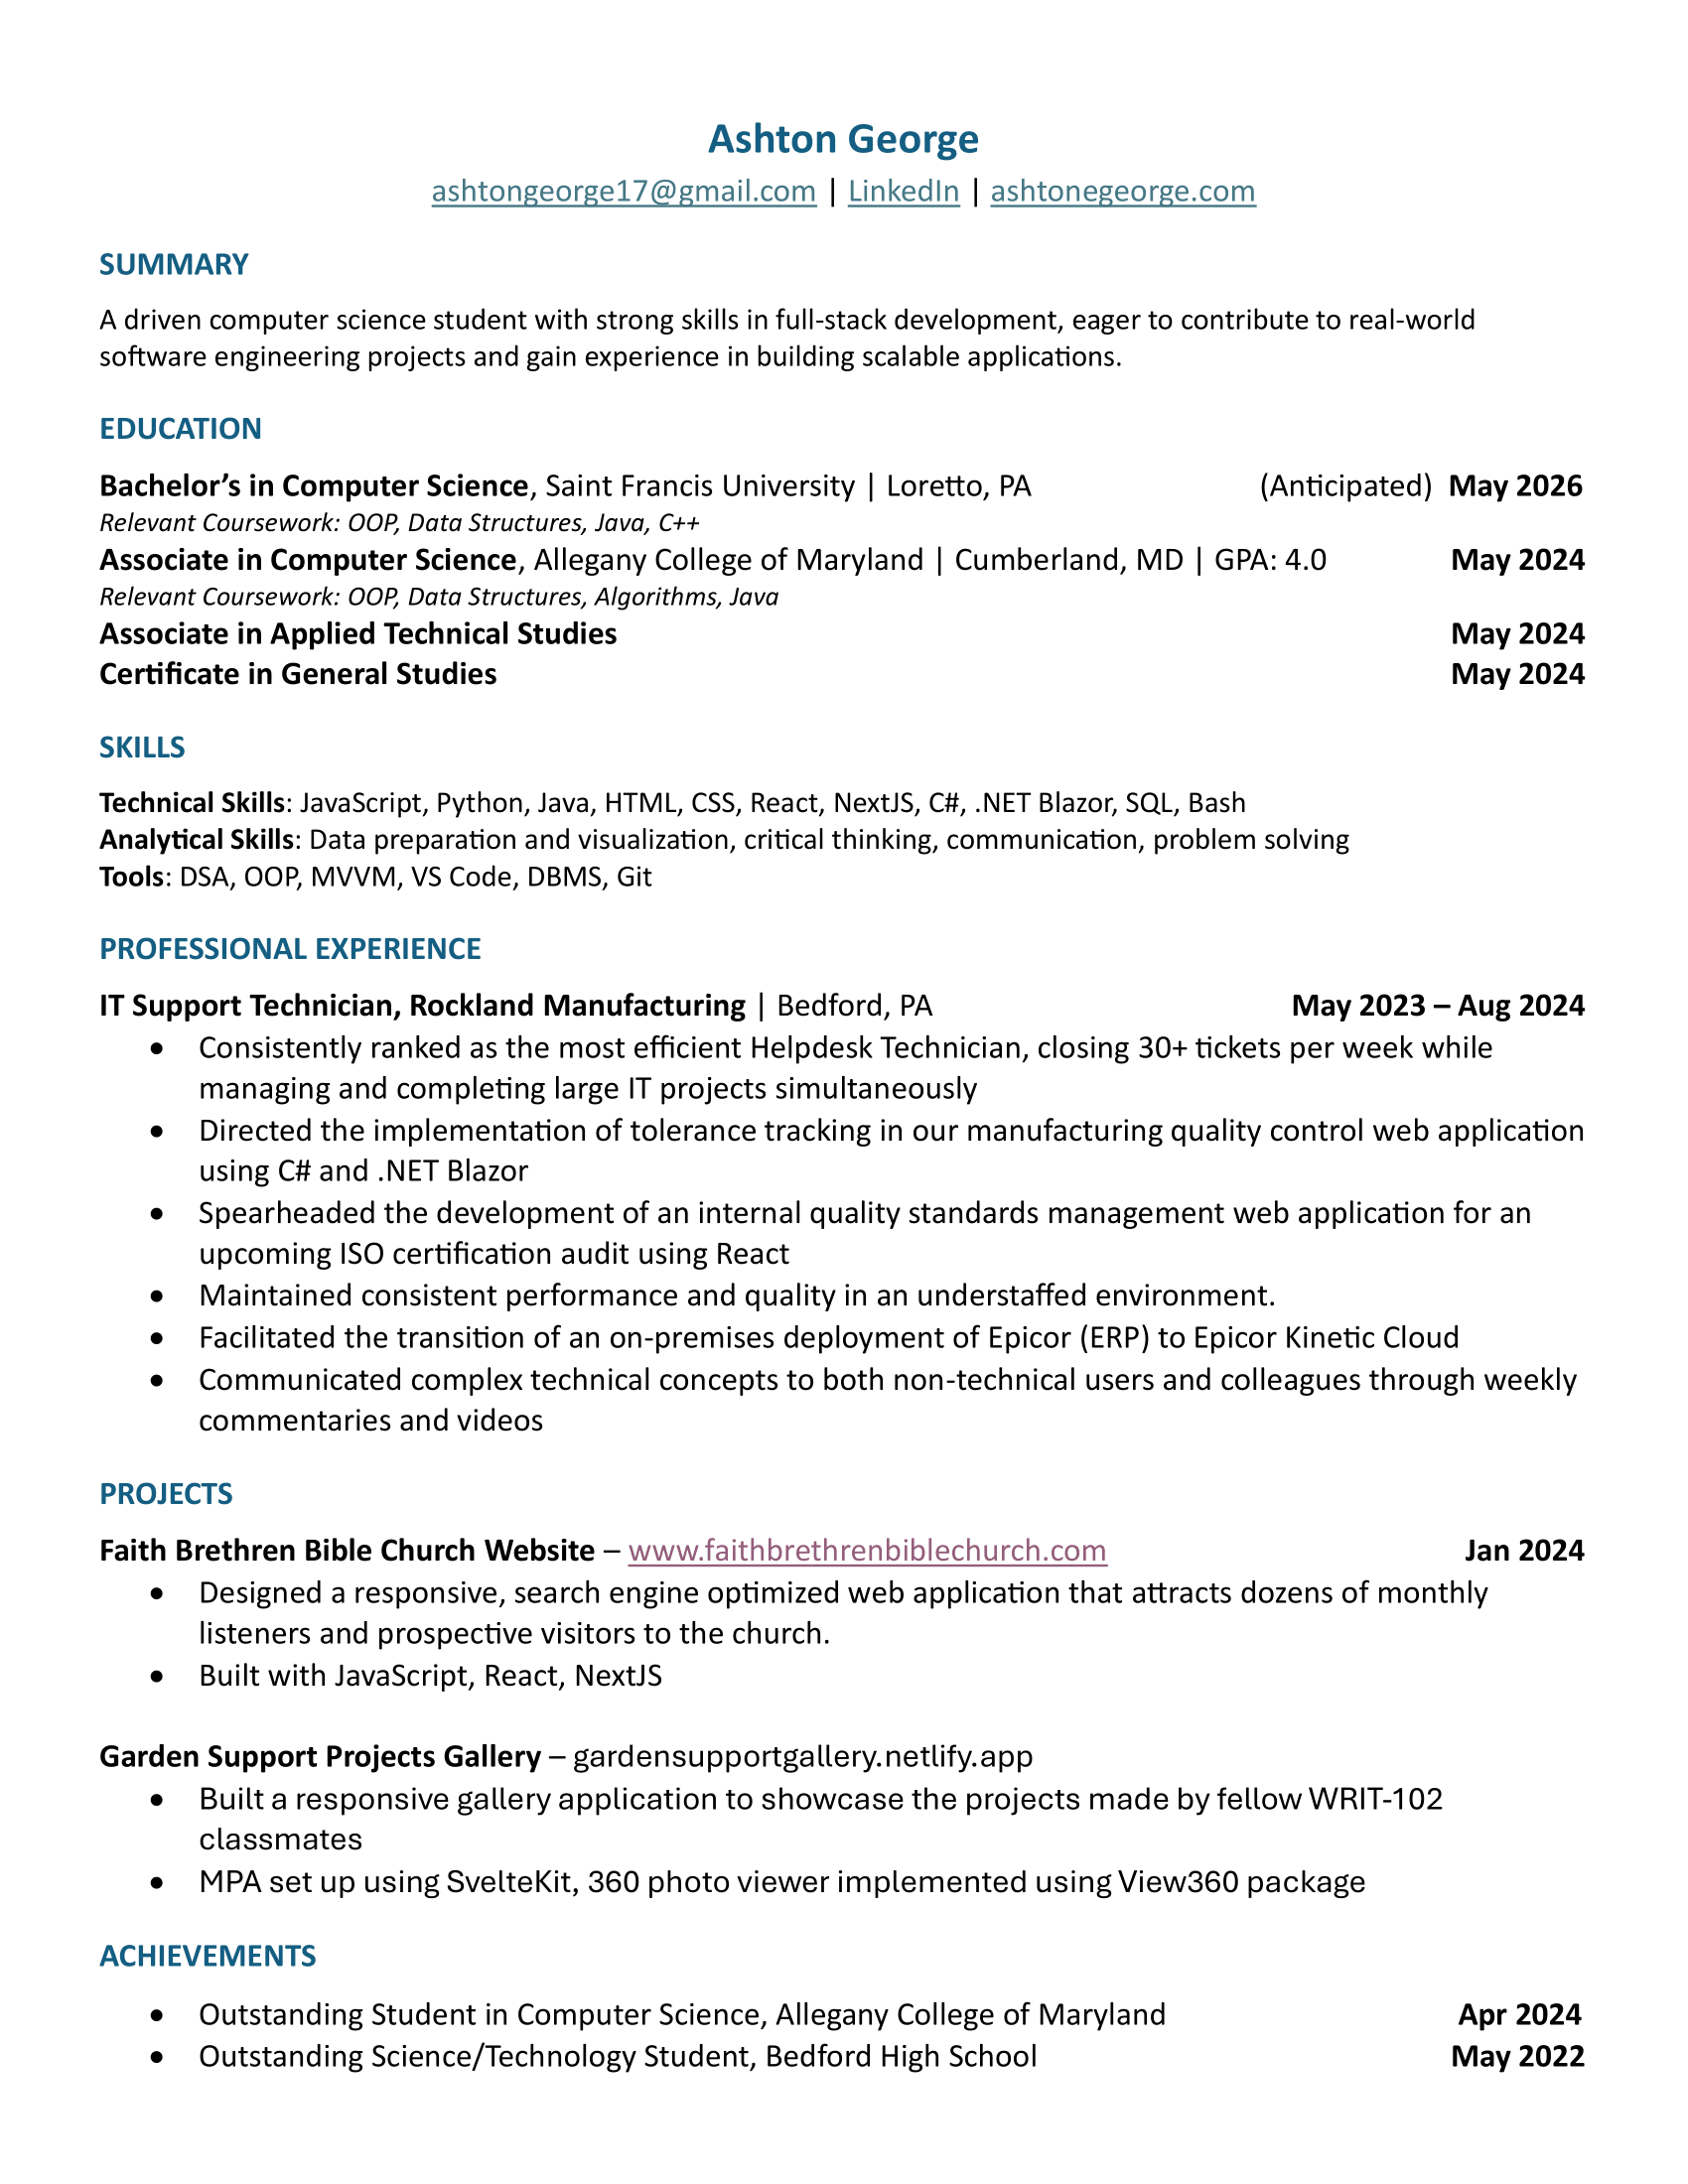 Ashton George
ashtongeorge17@gmail.com | LinkedIn | ashtonegeorge.com
SUMMARY
A driven computer science student with strong skills in full-stack development, eager to contribute to real-world
software engineering projects and gain experience in building scalable applications.
EDUCATION
Bachelor’s in Computer Science, Saint Francis University | Loretto, PA (Anticipated) May 2026
Relevant Coursework: OOP, Data Structures, Java, C++
Associate in Computer Science, Allegany College of Maryland | Cumberland, MD | GPA: 4.0 May 2024
Relevant Coursework: OOP, Data Structures, Algorithms, Java
Associate in Applied Technical Studies May 2024
Certificate in General Studies May 2024
SKILLS
Technical Skills: JavaScript, Python, Java, HTML, CSS, React, NextJS, C#, .NET Blazor, SQL, Bash
Analytical Skills: Data preparation and visualization, critical thinking, communication, problem solving
Tools: DSA, OOP, MVVM, VS Code, DBMS, Git
PROFESSIONAL EXPERIENCE
IT Support Technician, Rockland Manufacturing | Bedford, PA May 2023 – Aug 2024
• Consistently ranked as the most efficient Helpdesk Technician, closing 30+ tickets per week while
managing and completing large IT projects simultaneously
• Directed the implementation of tolerance tracking in our manufacturing quality control web application
using C# and .NET Blazor
• Spearheaded the development of an internal quality standards management web application for an
upcoming ISO certification audit using React
• Maintained consistent performance and quality in an understaffed environment.
• Facilitated the transition of an on-premises deployment of Epicor (ERP) to Epicor Kinetic Cloud
• Communicated complex technical concepts to both non-technical users and colleagues through weekly
commentaries and videos
PROJECTS
Faith Brethren Bible Church Website – www.faithbrethrenbiblechurch.com Jan 2024
• Designed a responsive, search engine optimized web application that attracts dozens of monthly
listeners and prospective visitors to the church.
• Built with JavaScript, React, NextJS
Garden Support Projects Gallery – gardensupportgallery.netlify.app
• Built a responsive gallery application to showcase the projects made by fellow WRIT-102
classmates
• MPA set up using SvelteKit, 360 photo viewer implemented using View360 package
ACHIEVEMENTS
• Outstanding Student in Computer Science, Allegany College of Maryland Apr 2024
• Outstanding Science/Technology Student, Bedford High School May 2022